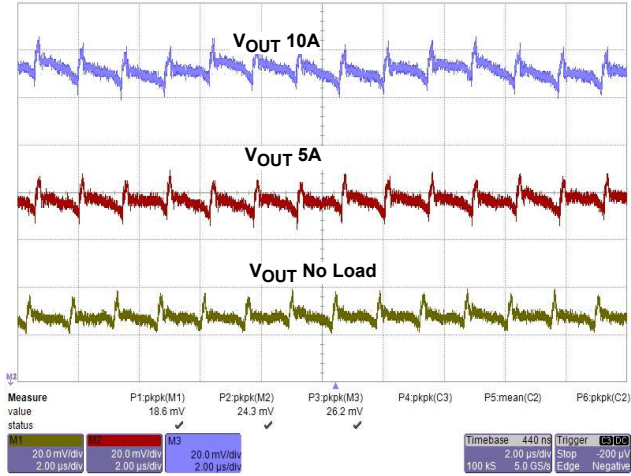 VOUT 10A
VOUT 5A
VOUT No Load
M2
Measure P1:pkpk(M1) P2:pkpk(M2) P3:pkpk(M3) P4:pkpk(C3) P5:mean(C2) P6:pkpk(C2)
value 18.6 mV 24.3 mV 26.2 mV
status
M1 M2 M3 Timebase 440 ns Trigger C3 DC
20.0 mV/div 20.0 mV/div 20.0 mV/div 2.00 µs/div Stop -200 µV
2.00 µs/div 2.00 µs/div 2.00 µs/div 100 kS 5.0 GS/s Edge Negative